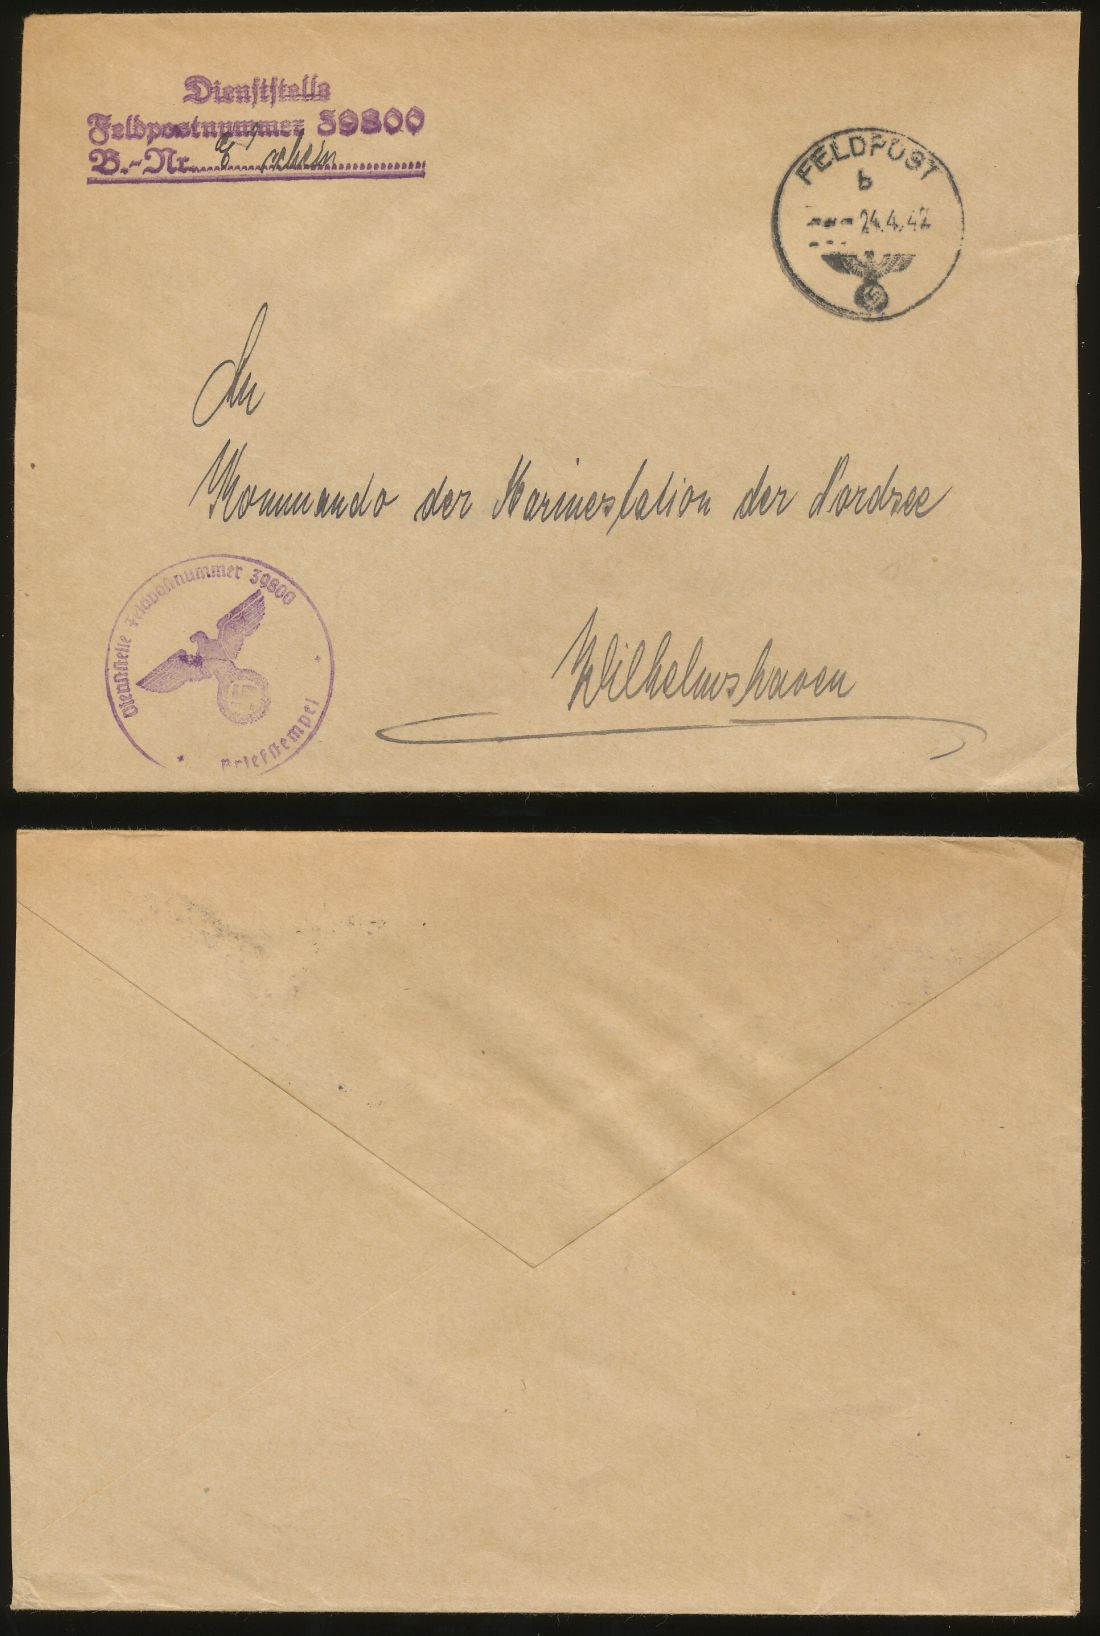 Dienststelle
Feldpostnummer 39800
B.-Nr.
FELDPOST
b
24.4.42
An
Kommando der Marinestation der Nordsee
Wilhelmshaven
Dienststelle Feldpostnummer 39800
Briefstempel